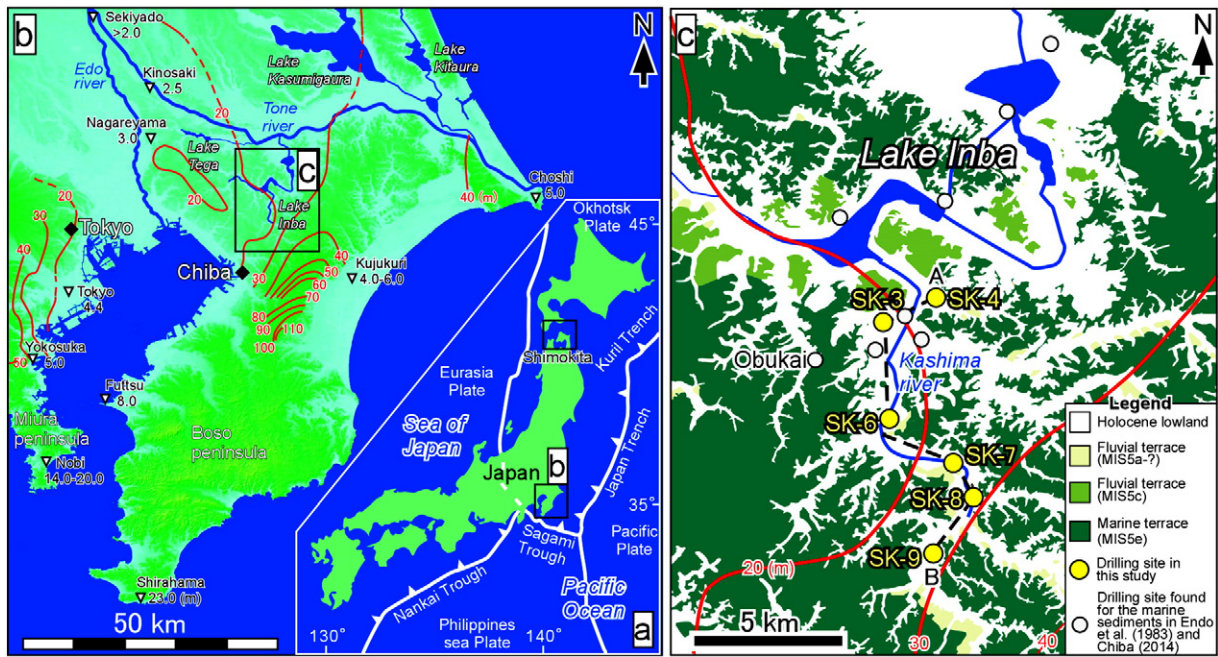 b
Sekiyado
>2.0
Edo
river
Kinosaki
2.5
Nagareyama
3.0
Lake
Kasumigaura
Lake
Kitaura
N
20
Tone
river
Lake
Tega
20
c
Lake
Inba
40 (m)
Choshi
5.0
20
30
40
Tokyo
Tokyo
4.4
50
Yokosuka
5.0
Chiba
30
40
50
60
70
80
90
110
100
Kujukuri
4.0-6.0
Futtsu
8.0
Miura
peninsula
Nobi
14.0-20.0
Boso
peninsula
Shirahama
23.0 (m)
50 km
Okhotsk
Plate
45°
Shimokita
Kuril Trench
Eurasia
Plate
Sea of
Japan
Japan
b
Japan Trench
35°
Sagami
Trough
Pacific
Plate
Nankai Trough
Pacific
Ocean
Philippines
sea Plate
130°
140°
a
c
N
Lake Inba
A
SK-3
SK-4
Obukai
Kashima
river
SK-6
SK-7
SK-8
SK-9
B
20 (m)
30
40
5 km
Legend
Holocene lowland
Fluvial terrace
(MIS5a-?)
Fluvial terrace
(MIS5c)
Marine terrace
(MIS5e)
Drilling site in
this study
Drilling site found
for the marine
sediments in Endo
et al. (1983) and
Chiba (2014)